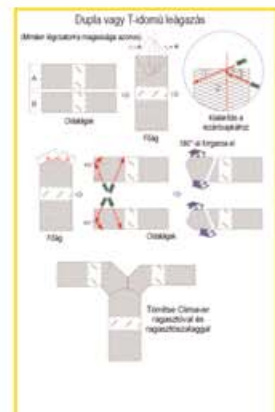 Dupla vagy T-idomú leágazás
(Minden légcsatorna magassága azonos)
A
B
Oldalágak
Főág
Kialakítás a
180°-al forgassa el
Főág
Oldalágak
Tömítse Climaver
ragasztóval és
ragasztószalaggal